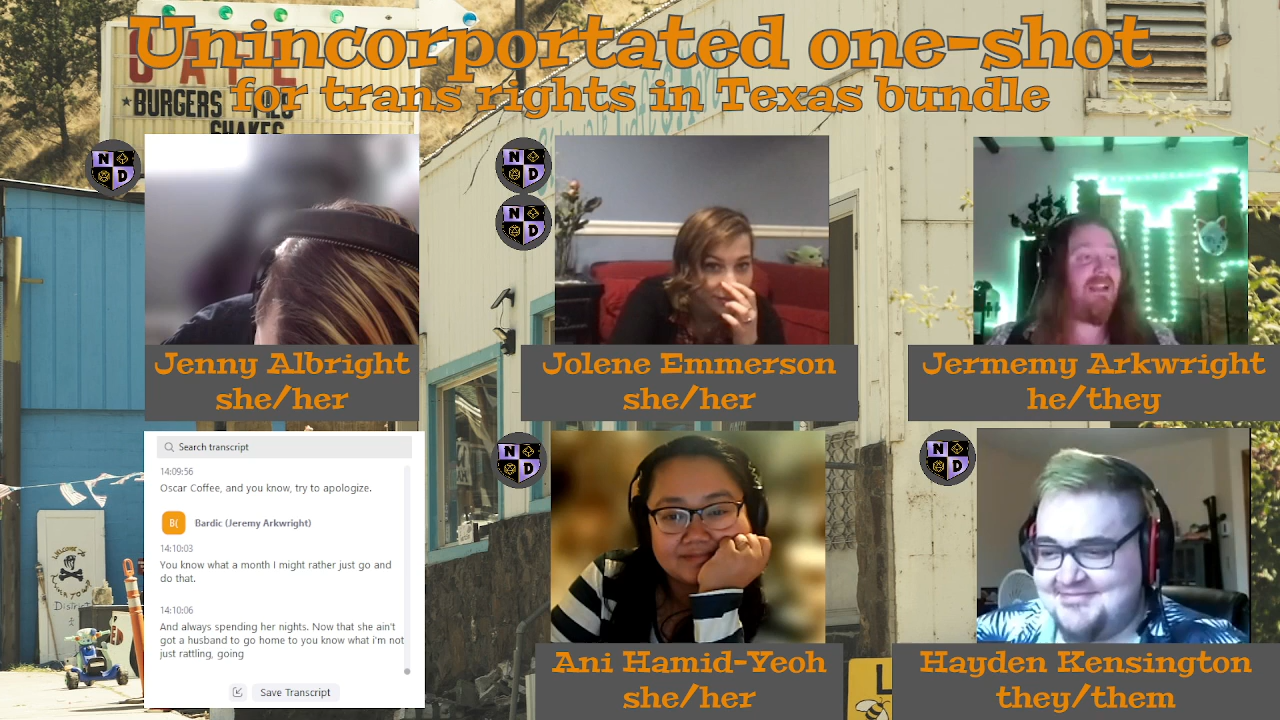 Unincorportated one-shot
for trans rights in Texas bundle
CAFE
*BURGERS PIES
SHAKES
N
D
N
D
N
D
Jenny Albright
she/her
Jolene Emmerson
she/her
Jermemy Arkwright
he/they
Search transcript
14:09:56
Oscar Coffee, and you know, try to apologize.
B( Bardic (Jeremy Arkwright)
14:10:03
You know what a month I might rather just go and
do that.
14:10:06
And always spending her nights. Now that she ain't
got a husband to go home to you know what i'm not
just rattling, going
Save Transcript
N
D
N
D
Ani Hamid-Yeoh
she/her
Hayden Kensington
they/them
WELCOME
District
L